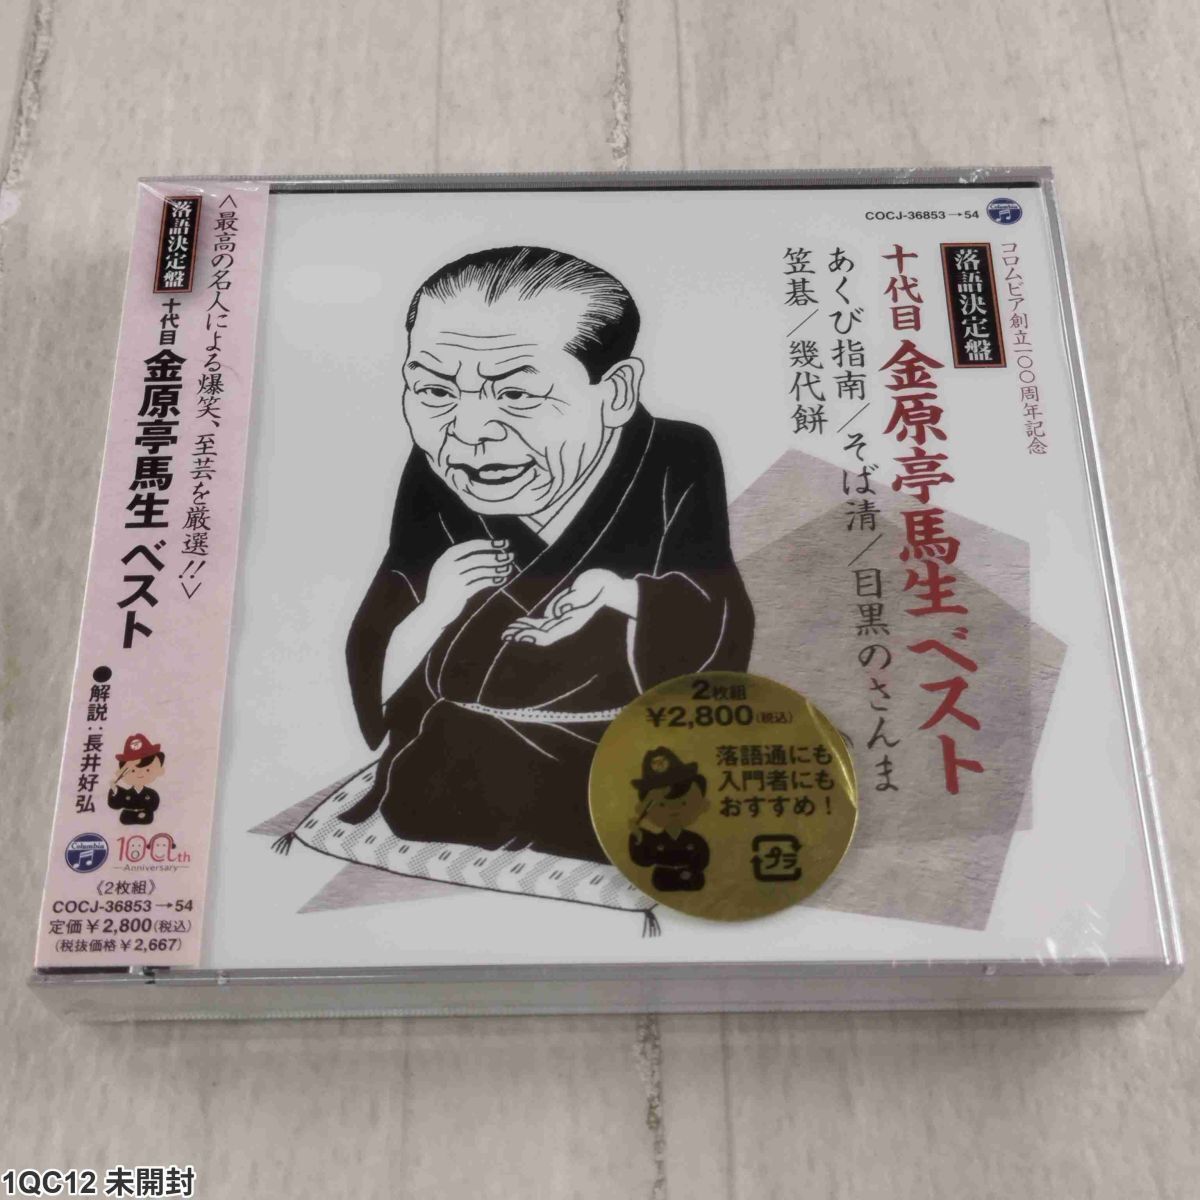 落語決定盤
十代目 金原亭馬生 ベスト
<最高の名人による爆笑、至芸を厳選!!>
●解説:長井好弘
Columbia
100th
Anniversary
《2枚組》
COCJ-36853→54
定価¥2,800(税込)
(税抜価格¥2,667)
COCJ-36853→54
Columbia
コロムビア創立一〇〇周年記念
落語決定盤
十代目 金原亭馬生 ベスト
あくび指南/そば清/目黒のさんま
笠碁/幾代餅
2枚組
¥2,800(税込)
落語通にも
入門者にも
おすすめ!
プラ
1QC12 未開封